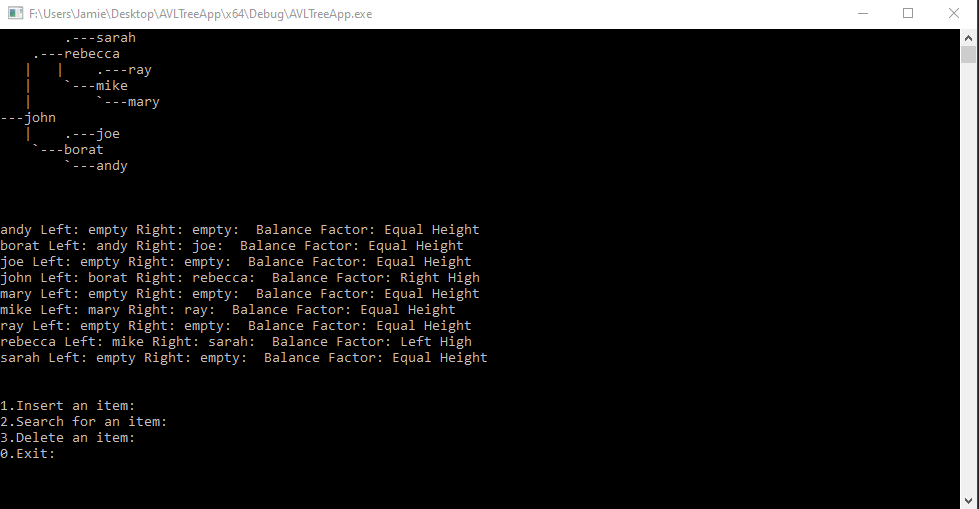 F:\Users\Jamie\Desktop\AVLTreeApp\x64\Debug\AVLTreeApp.exe
        .---sarah
    .---rebecca
   |   |    .---ray
   |    `---mike
   |        `---mary
---john
   |    .---joe
    `---borat
        `---andy
andy Left: empty Right: empty:  Balance Factor: Equal Height
borat Left: andy Right: joe:  Balance Factor: Equal Height
joe Left: empty Right: empty:  Balance Factor: Equal Height
john Left: borat Right: rebecca:  Balance Factor: Right High
mary Left: empty Right: empty:  Balance Factor: Equal Height
mike Left: mary Right: ray:  Balance Factor: Equal Height
ray Left: empty Right: empty:  Balance Factor: Equal Height
rebecca Left: mike Right: sarah:  Balance Factor: Left High
sarah Left: empty Right: empty:  Balance Factor: Equal Height
1.Insert an item:
2.Search for an item:
3.Delete an item:
0.Exit: